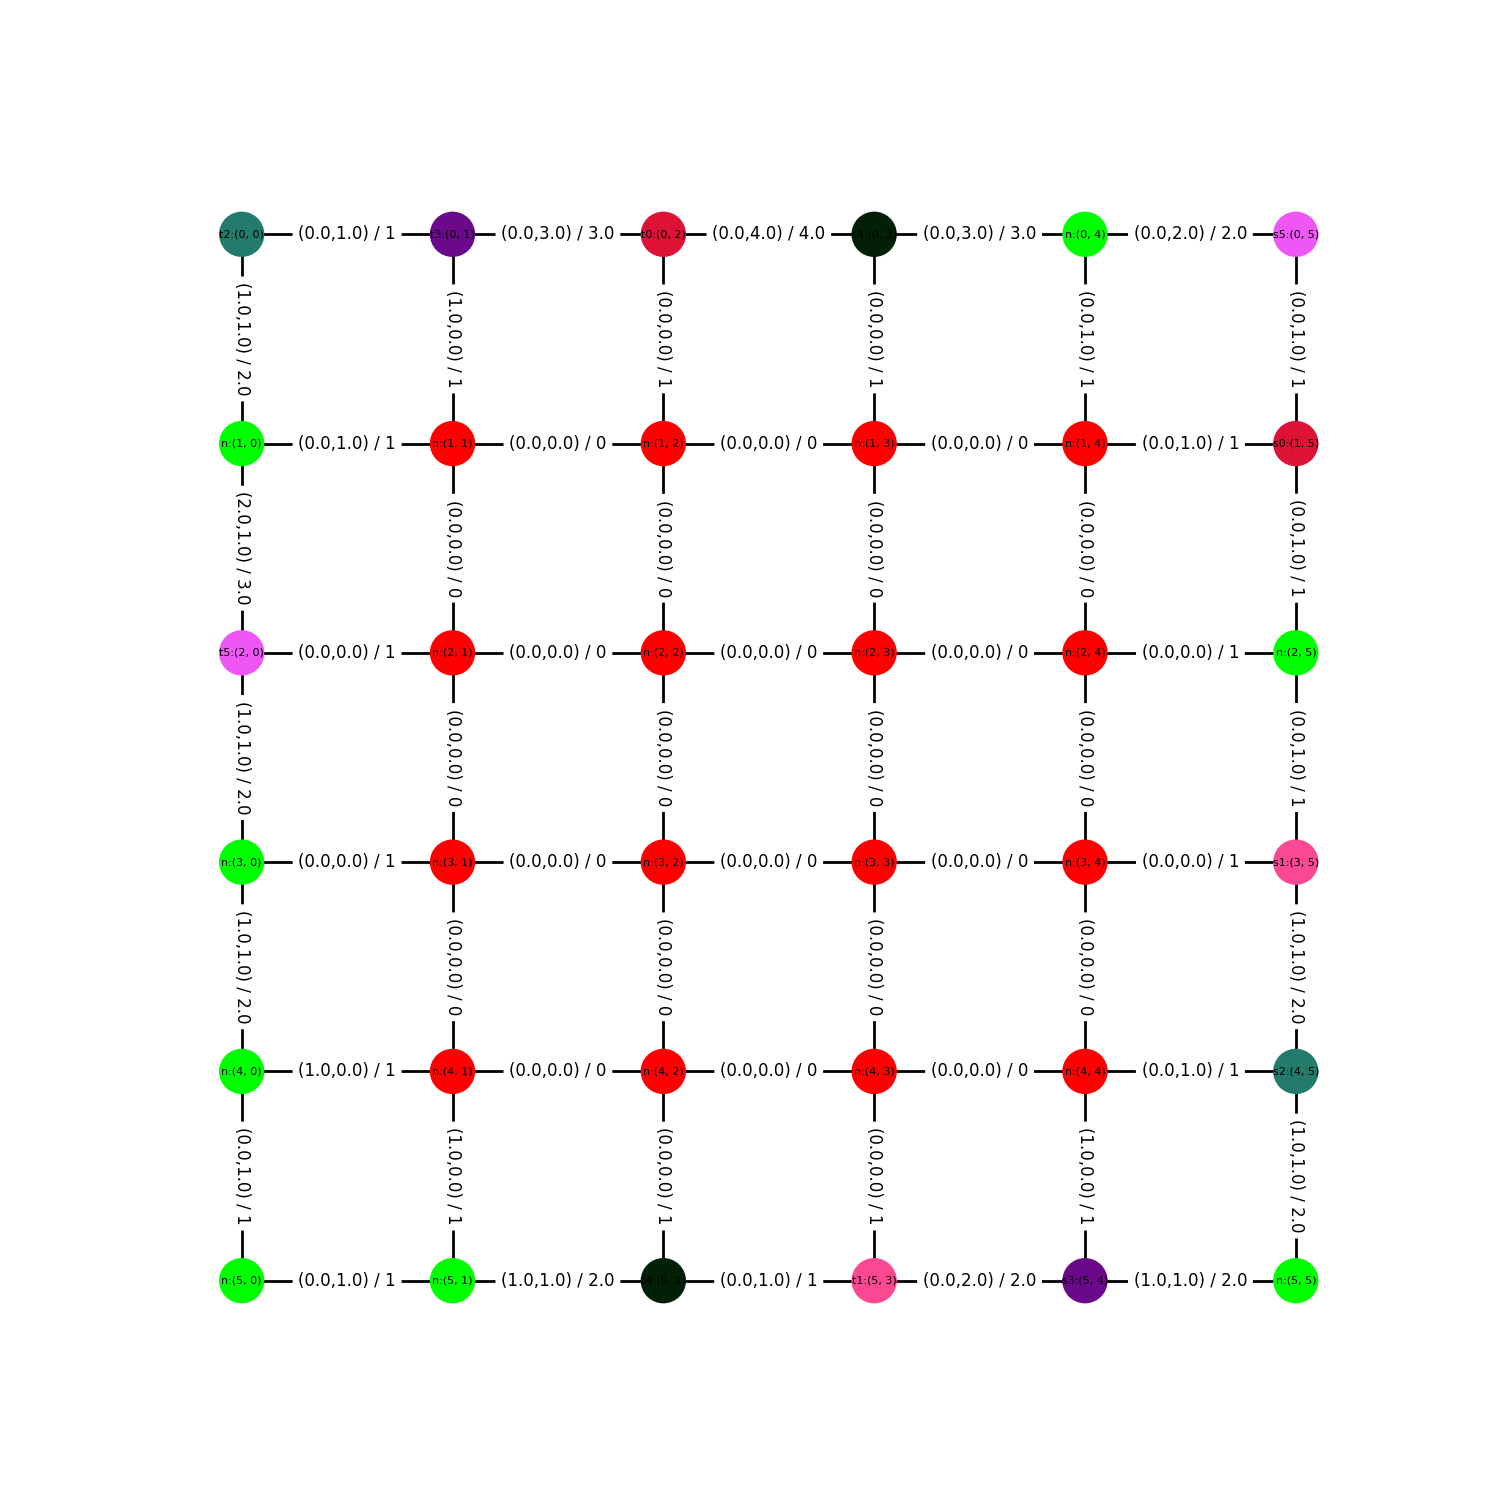 t2:(0, 0) (0.0,1.0) / 1 t3:(0, 1) (0.0,3.0) / 3.0 t0:(0, 2) (0.0,4.0) / 4.0 s4:(0, 3) (0.0,3.0) / 3.0 n:(0, 4) (0.0,2.0) / 2.0 s5:(0, 5)
(1.0,1.0) / 2.0 (1.0,0.0) / 1 (0.0,0.0) / 1 (0.0,0.0) / 1 (0.0,1.0) / 1 (0.0,1.0) / 1
n:(1, 0) (0.0,1.0) / 1 n:(1, 1) (0.0,0.0) / 0 n:(1, 2) (0.0,0.0) / 0 n:(1, 3) (0.0,0.0) / 0 n:(1, 4) (0.0,1.0) / 1 s0:(1, 5)
(2.0,1.0) / 3.0 (0.0,0.0) / 0 (0.0,0.0) / 0 (0.0,0.0) / 0 (0.0,0.0) / 0 (0.0,1.0) / 1
t5:(2, 0) (0.0,0.0) / 1 n:(2, 1) (0.0,0.0) / 0 n:(2, 2) (0.0,0.0) / 0 n:(2, 3) (0.0,0.0) / 0 n:(2, 4) (0.0,0.0) / 1 n:(2, 5)
(1.0,1.0) / 2.0 (0.0,0.0) / 0 (0.0,0.0) / 0 (0.0,0.0) / 0 (0.0,0.0) / 0 (0.0,1.0) / 1
n:(3, 0) (0.0,0.0) / 1 n:(3, 1) (0.0,0.0) / 0 n:(3, 2) (0.0,0.0) / 0 n:(3, 3) (0.0,0.0) / 0 n:(3, 4) (0.0,0.0) / 1 s1:(3, 5)
(1.0,1.0) / 2.0 (0.0,0.0) / 0 (0.0,0.0) / 0 (0.0,0.0) / 0 (0.0,0.0) / 0 (1.0,1.0) / 2.0
n:(4, 0) (1.0,0.0) / 1 n:(4, 1) (0.0,0.0) / 0 n:(4, 2) (0.0,0.0) / 0 n:(4, 3) (0.0,0.0) / 0 n:(4, 4) (0.0,1.0) / 1 s2:(4, 5)
(0.0,1.0) / 1 (1.0,0.0) / 1 (0.0,0.0) / 1 (0.0,0.0) / 1 (1.0,0.0) / 1 (1.0,1.0) / 2.0
n:(5, 0) (0.0,1.0) / 1 n:(5, 1) (1.0,1.0) / 2.0 t4:(5, 2) (0.0,1.0) / 1 t1:(5, 3) (0.0,2.0) / 2.0 s3:(5, 4) (1.0,1.0) / 2.0 n:(5, 5)